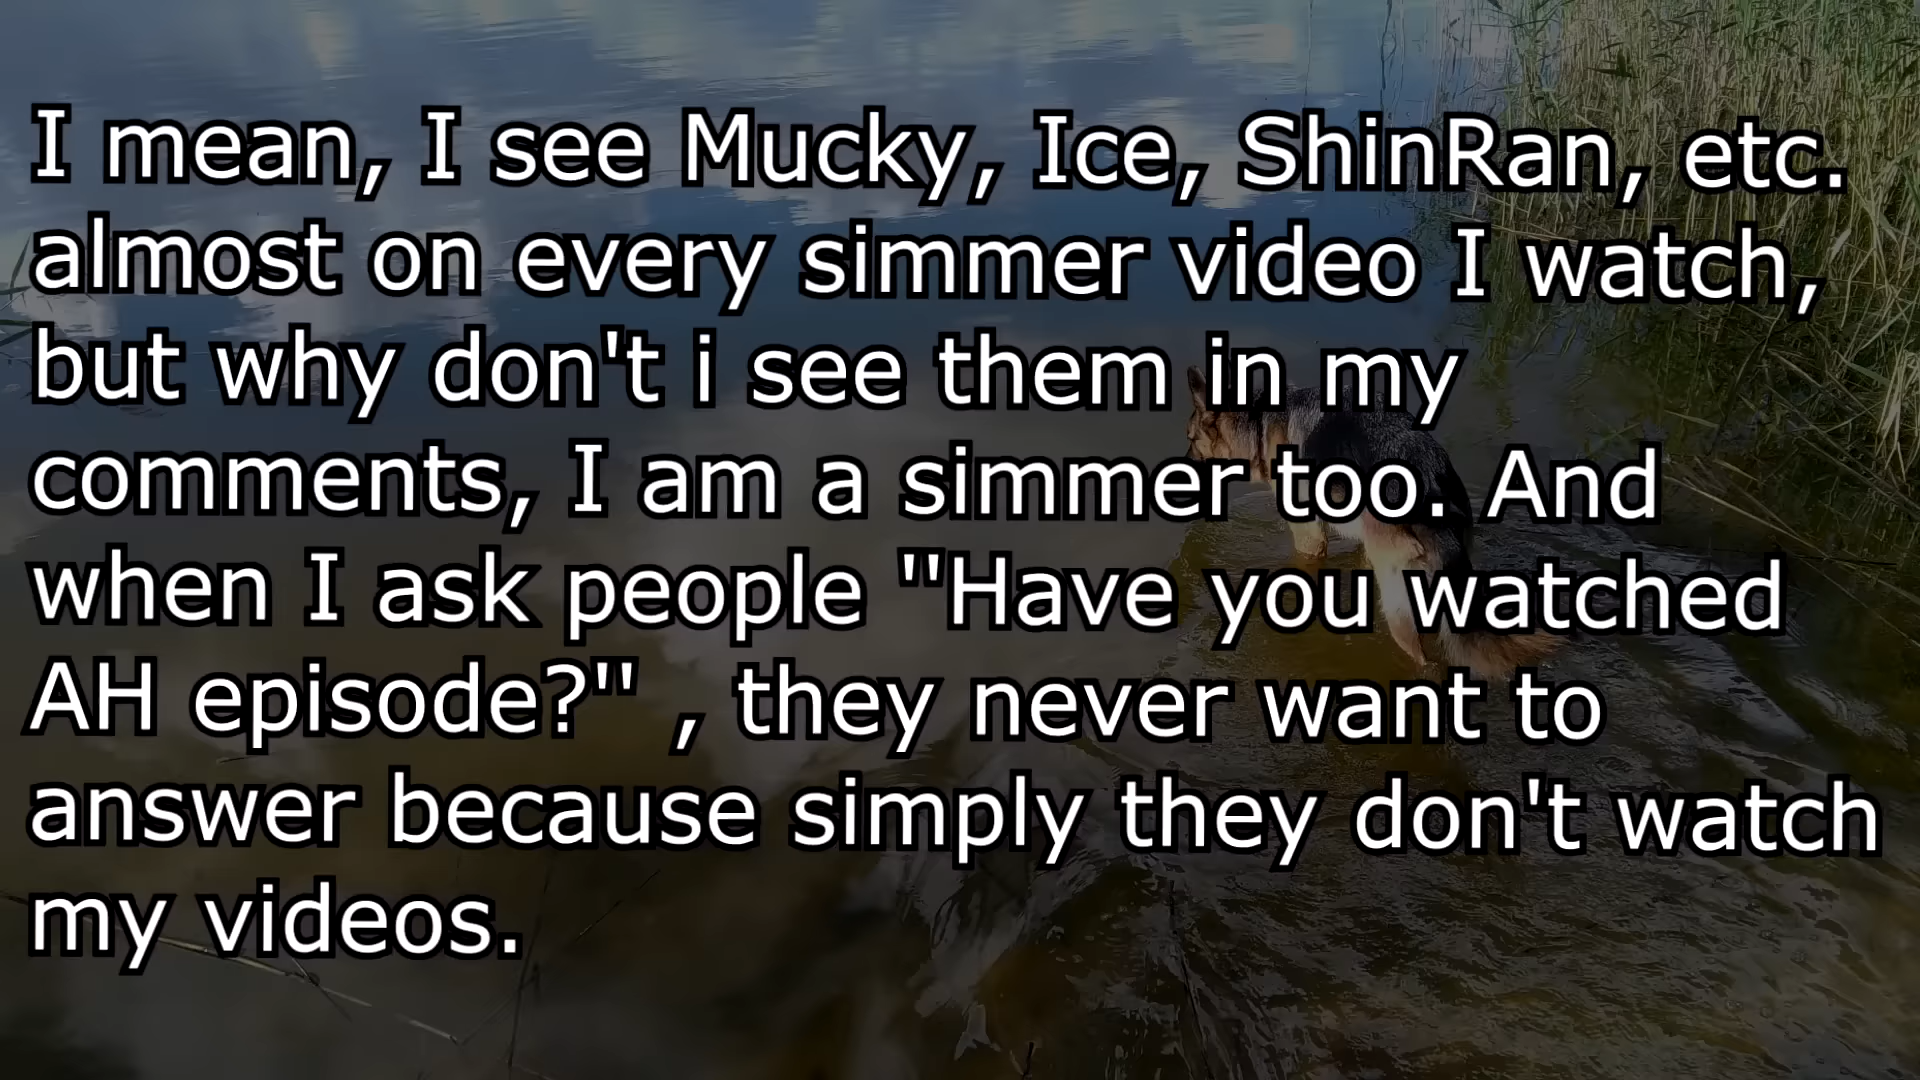 I mean, I see Mucky, Ice, ShinRan, etc.
almost on every simmer video I watch,
but why don't i see them in my
comments, I am a simmer too. And
when I ask people "Have you watched
AH episode?" , they never want to
answer because simply they don't watch
my videos.